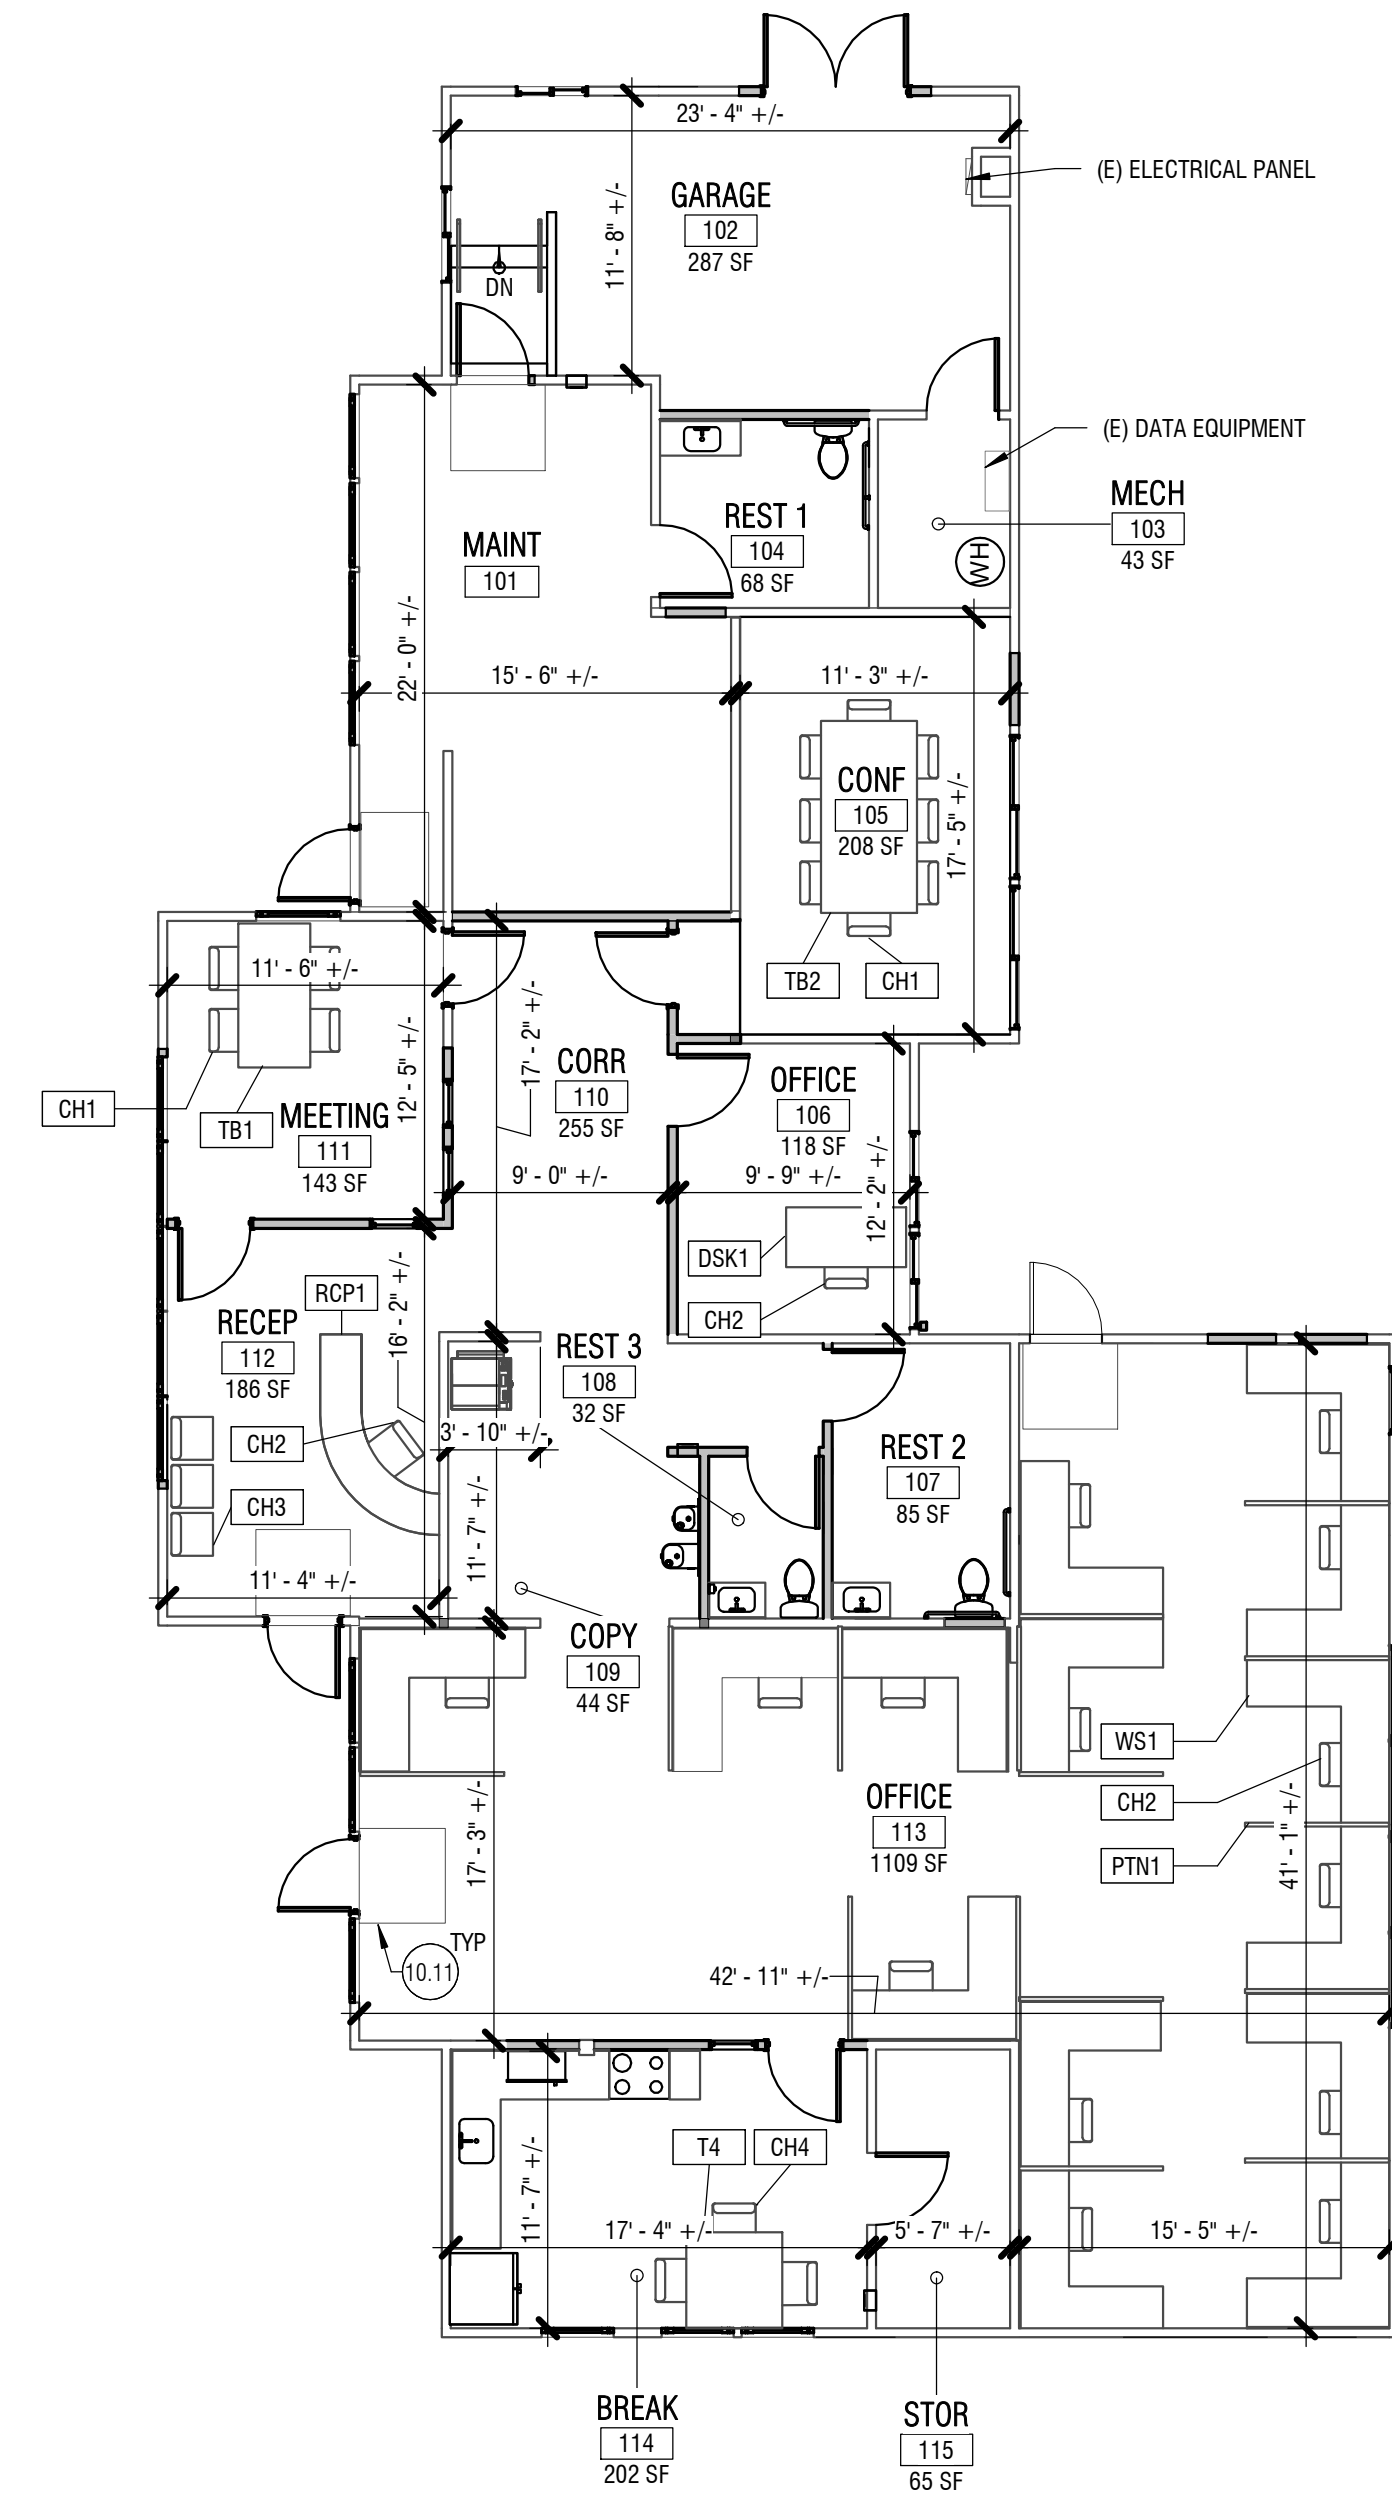 23' - 4" +/-
(E) ELECTRICAL PANEL
GARAGE
102
287 SF
11' - 8" +/-
DN
(E) DATA EQUIPMENT
MECH
103
43 SF
REST 1
104
68 SF
WH
MAINT
101
22' - 0" +/-
15' - 6" +/-
11' - 3" +/-
CONF
105
208 SF
17' - 5" +/-
TB2
CH1
11' - 6" +/-
12' - 5" +/-
17' - 2" +/-
CORR
110
255 SF
OFFICE
106
118 SF
CH1
TB1
MEETING
111
143 SF
9' - 0" +/-
9' - 9" +/-
12' - 2" +/-
DSK1
CH2
RCP1
16' - 2" +/-
RECEP
112
186 SF
REST 3
108
32 SF
CH2
3' - 10" +/-
REST 2
107
85 SF
CH3
11' - 7" +/-
11' - 4" +/-
COPY
109
44 SF
WS1
CH2
PTN1
41' - 1" +/-
OFFICE
113
1109 SF
17' - 3" +/-
TYP
10.11
42' - 11" +/-
T4
CH4
11' - 7" +/-
17' - 4" +/-
5' - 7" +/-
15' - 5" +/-
BREAK
114
202 SF
STOR
115
65 SF